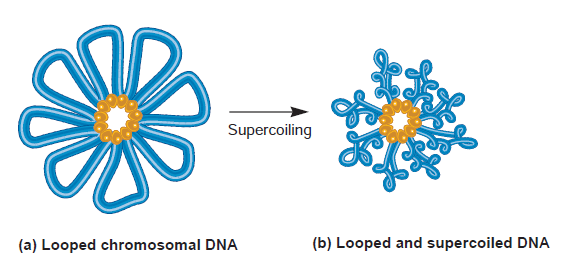 Supercoiling
(a) Looped chromosomal DNA
(b) Looped and supercoiled DNA